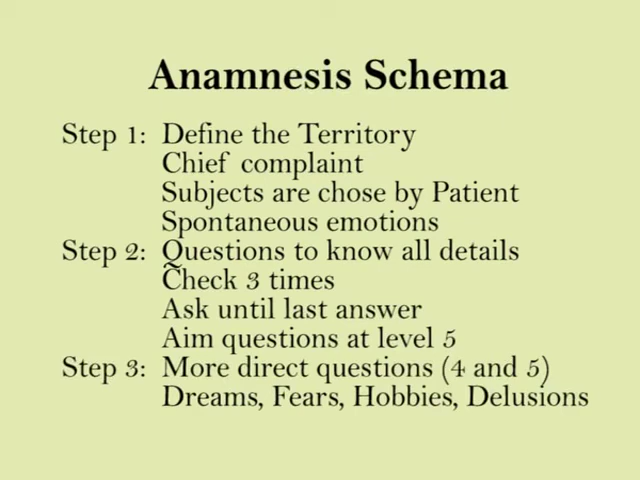 Anamnesis Schema
Step 1: Define the Territory
Chief complaint
Subjects are chose by Patient
Spontaneous emotions
Step 2: Questions to know all details
Check 3 times
Ask until last answer
Aim questions at level 5
Step 3: More direct questions (4 and 5)
Dreams, Fears, Hobbies, Delusions